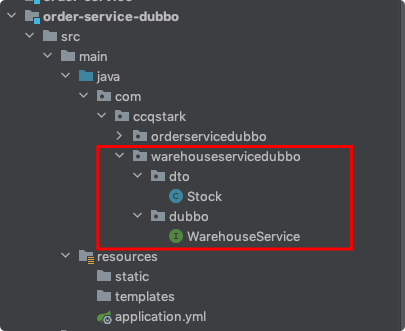 order-service-dubbo
src
main
java
com
ccqstark
orderservicedubbo
warehouseservicedubbo
dto
Stock
dubbo
WarehouseService
resources
static
templates
application.yml